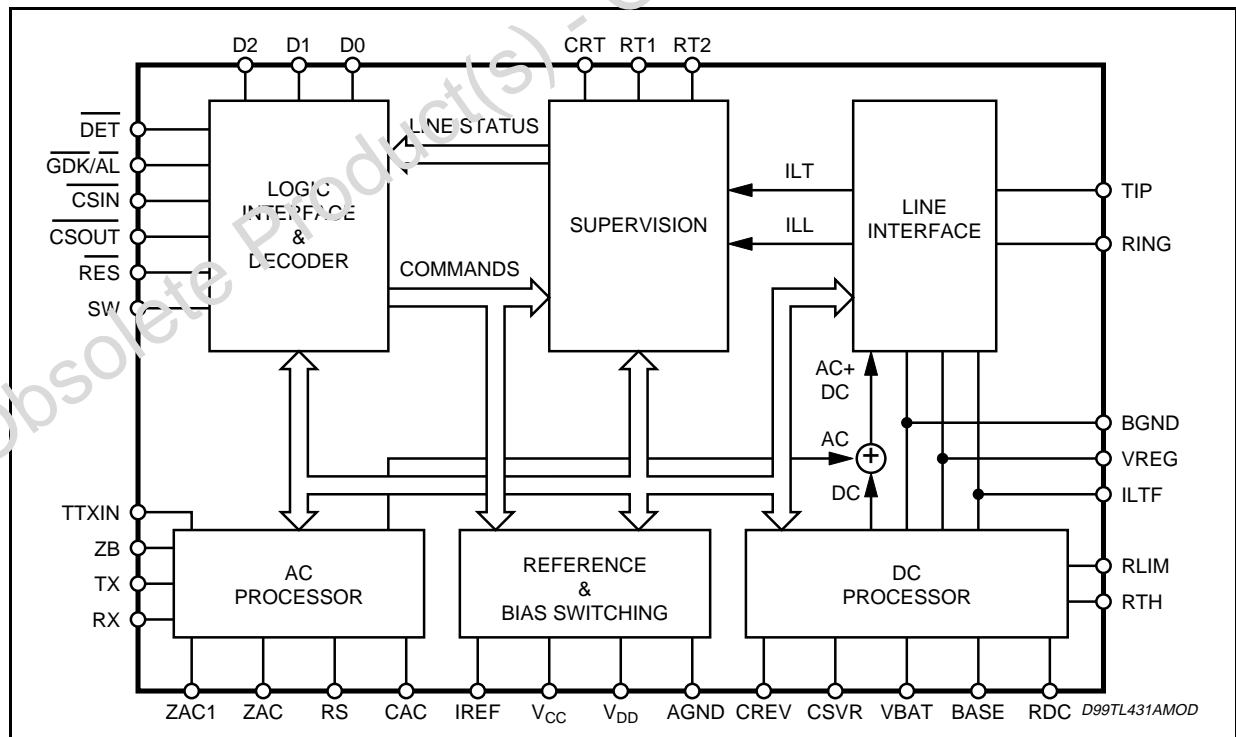 D2 D1 D0 CRT RT1 RT2
DET
GDK/AL
CSIN
CSOUT
RES
SW
LOGIC
INTERFACE
&
DECODER
LINE STATUS
COMMANDS
SUPERVISION
ILT
ILL
LINE
INTERFACE
TIP
RING
AC+
DC
AC
+
DC
BGND
VREG
ILTF
TTXIN
ZB
TX
RX
AC
PROCESSOR
REFERENCE
&
BIAS SWITCHING
DC
PROCESSOR
RLIM
RTH
ZAC1 ZAC RS CAC IREF VCC VDD AGND CREV CSVR VBAT BASE RDC
D99TL431AMOD
Obsolete Product(s) -